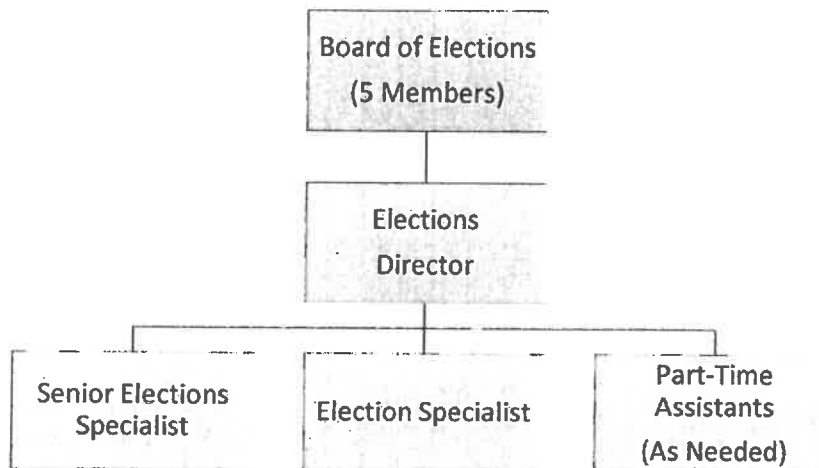 Board of Elections
(5 Members)
Elections
Director
Senior Elections
Specialist
Election Specialist
Part-Time
Assistants
(As Needed)